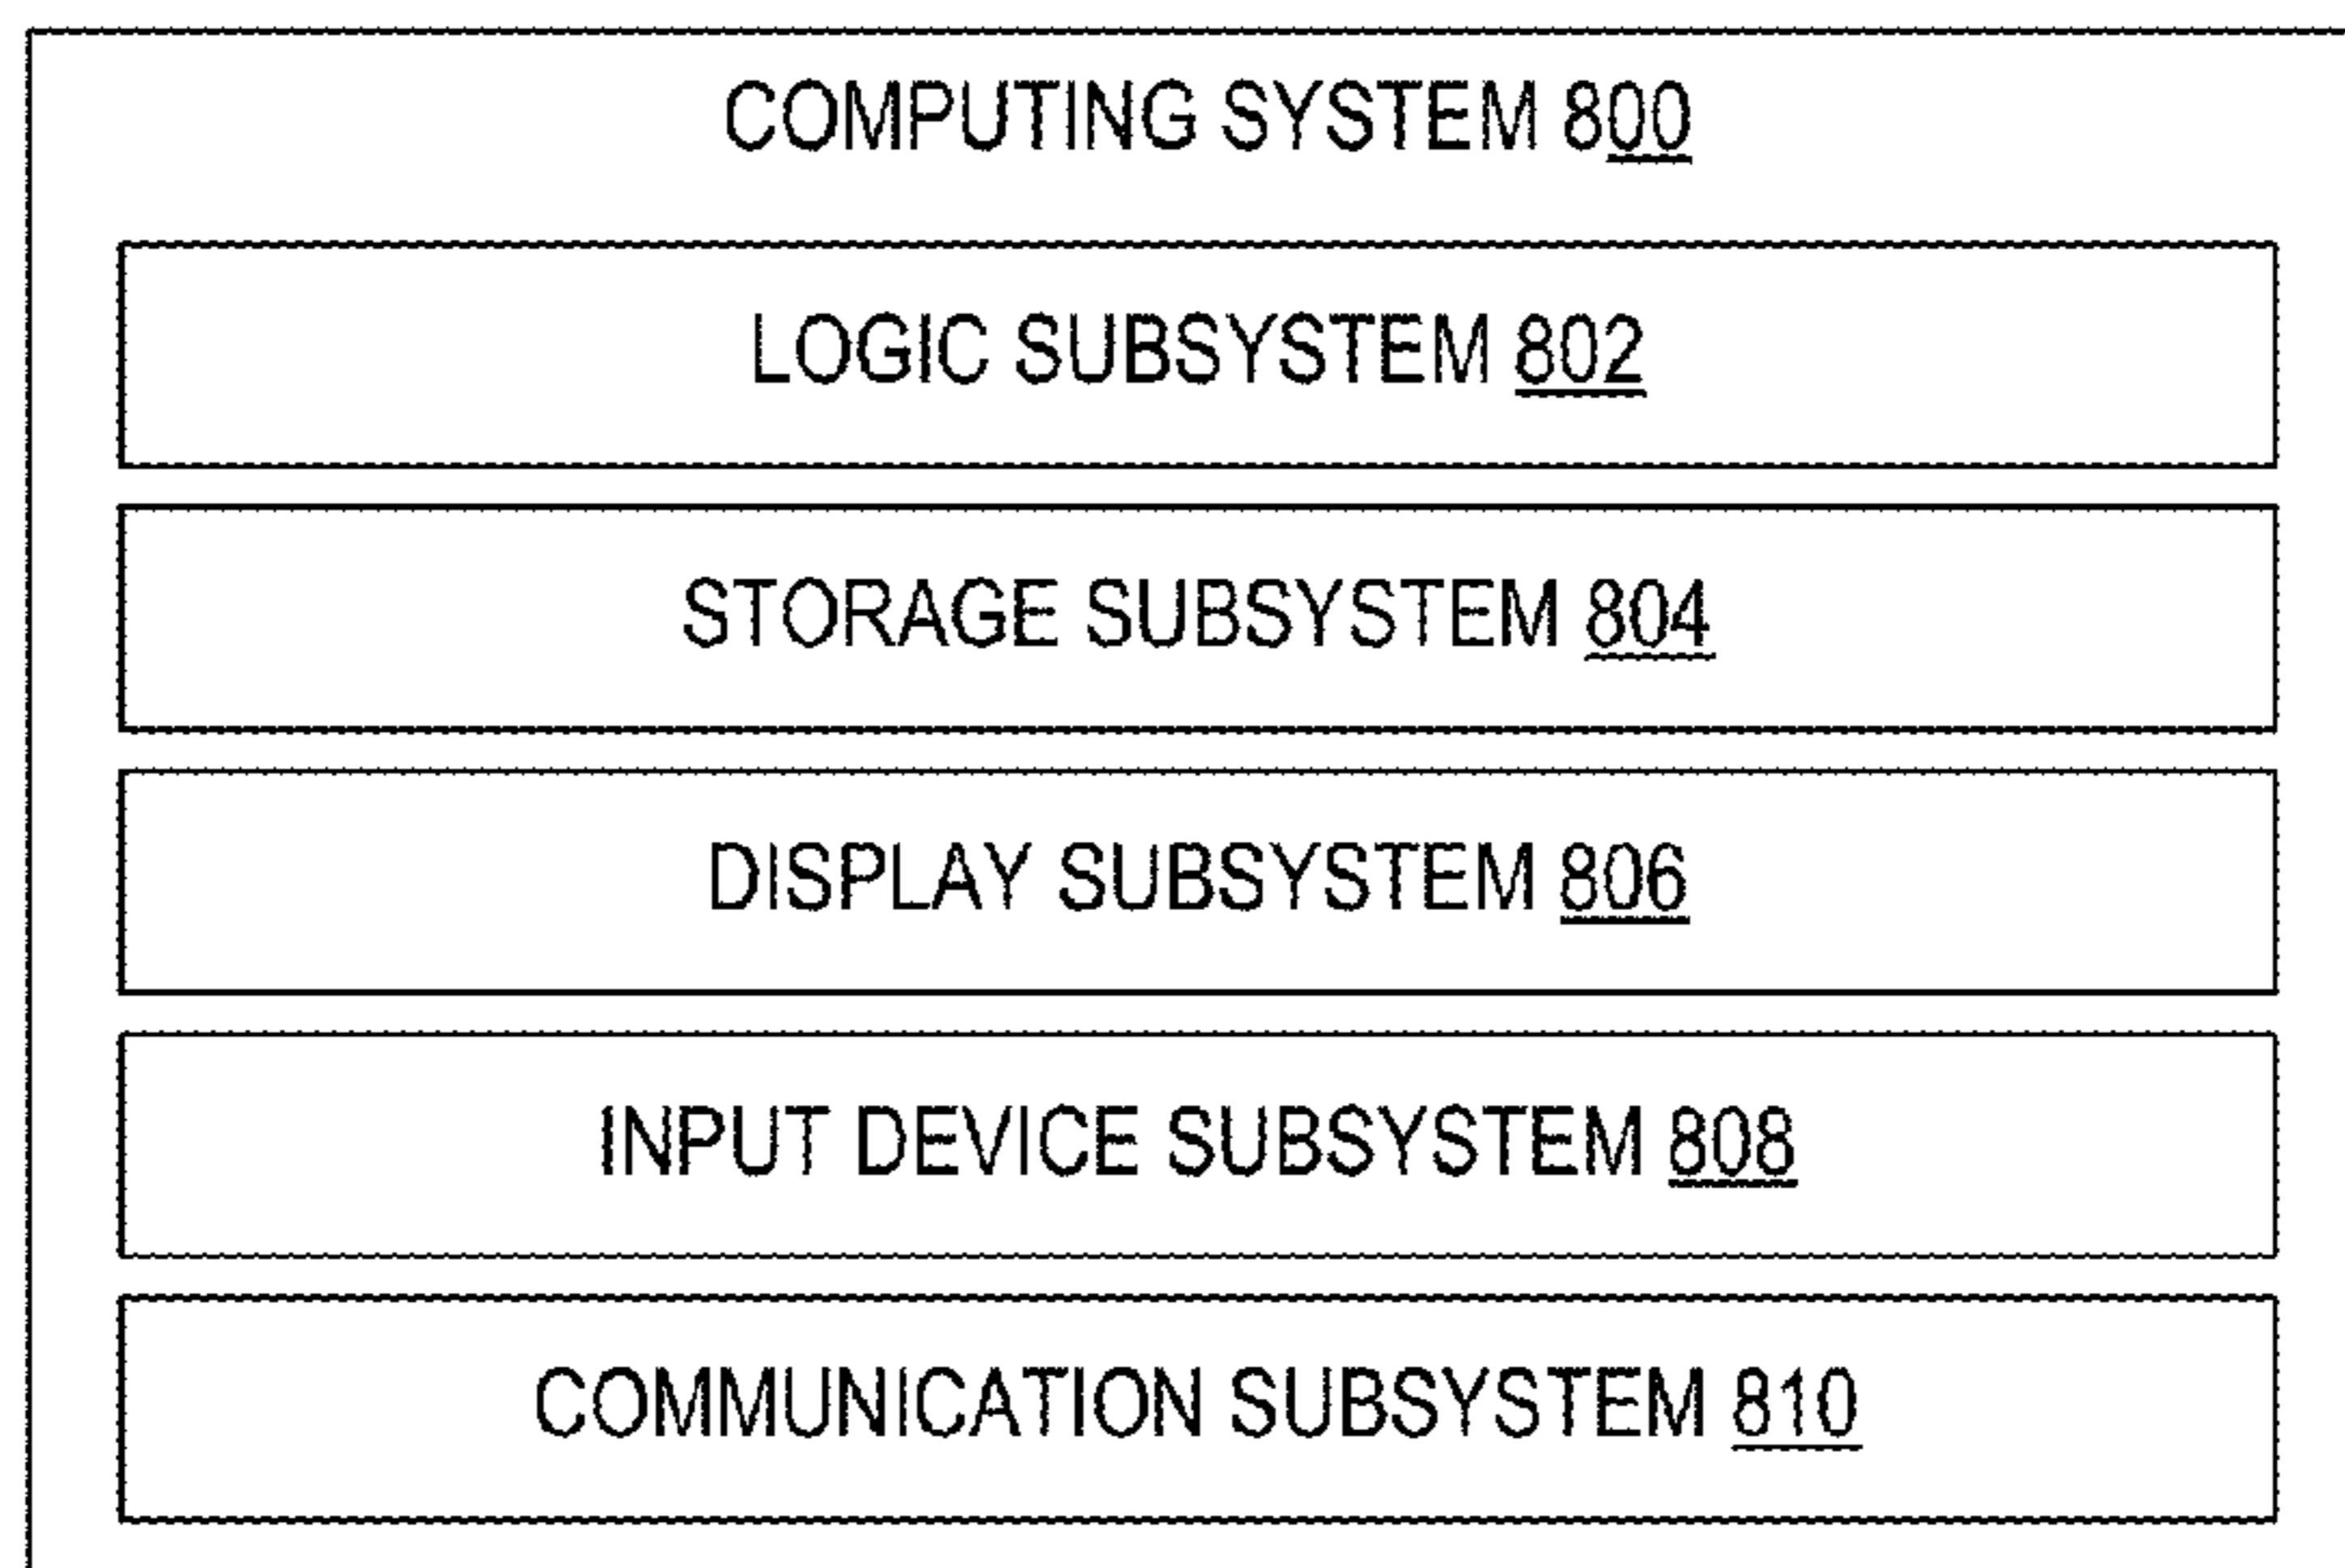 COMPUTING SYSTEM 800
LOGIC SUBSYSTEM 802
STORAGE SUBSYSTEM 804
DISPLAY SUBSYSTEM 806
INPUT DEVICE SUBSYSTEM 808
COMMUNICATION SUBSYSTEM 810